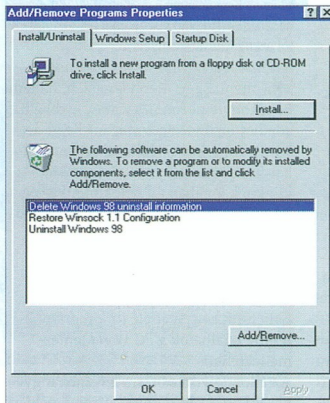 Add/Remove Programs Properties
Install/Uninstall
Windows Setup
Startup Disk
To install a new program from a floppy disk or CD-ROM
drive, click Install.
Install...
The following software can be automatically removed by
Windows. To remove a program or to modify its installed
components, select it from the list and click
Add/Remove.
Delete Windows 98 uninstall information
Restore Winsock 1.1 Configuration
Uninstall Windows 98
Add/Remove...
OK
Cancel
Apply